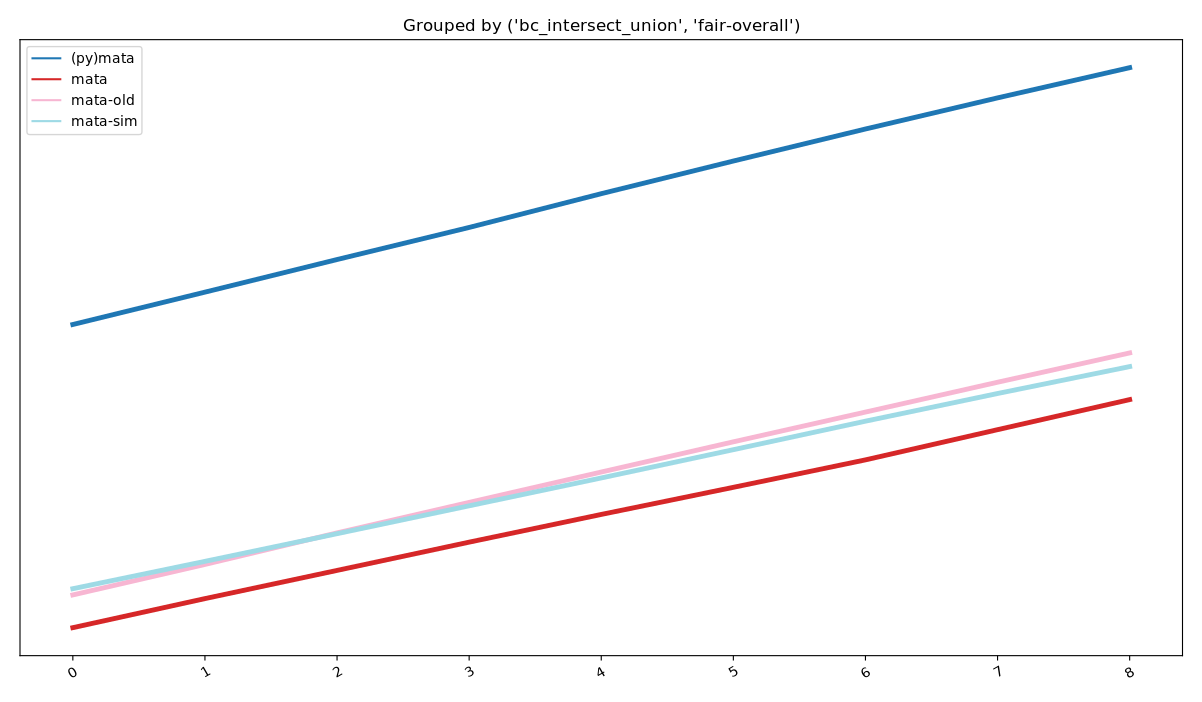 Grouped by ('bc_intersect_union', 'fair-overall')
(py)mata
mata
mata-old
mata-sim
0 1 2 3 4 5 6 7 8